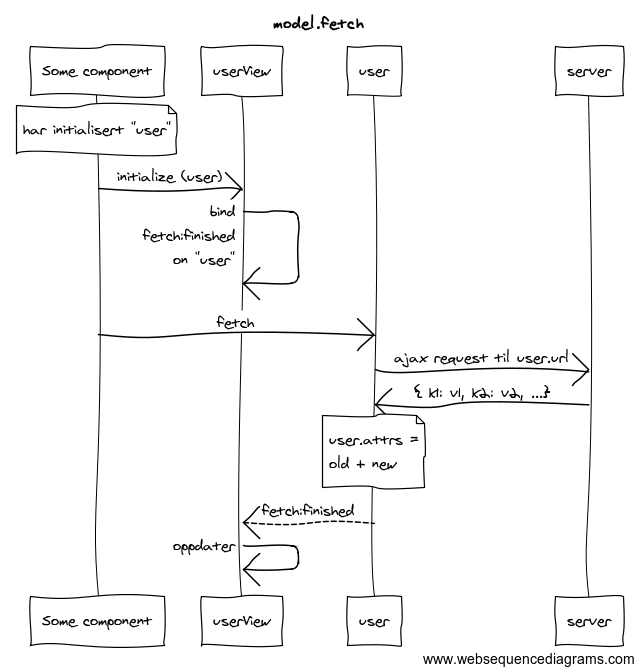 model.fetch
Some component
userView
user
server
har initialisert "user"
initialize (user)
bind
fetch:finished
on "user"
fetch
ajax request til user.url
{ k1: v1, k2: v2, ...}
user.attrs =
old + new
fetch:finished
oppdater
Some component
userView
user
server
www.websequencediagrams.com